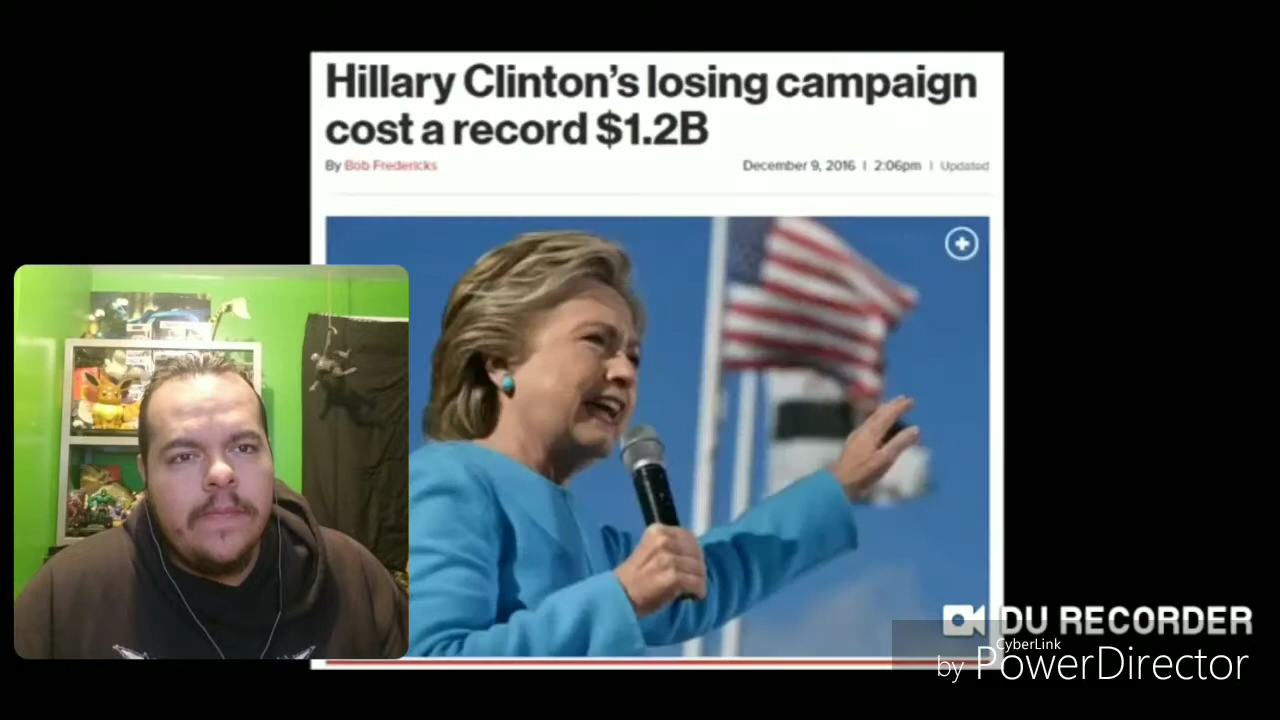 Hillary Clinton's losing campaign
cost a record $1.2B
By Bob Fredericks
December 9, 2016 | 2:06pm | Updated
DU RECORDER
CyberLink
by PowerDirector